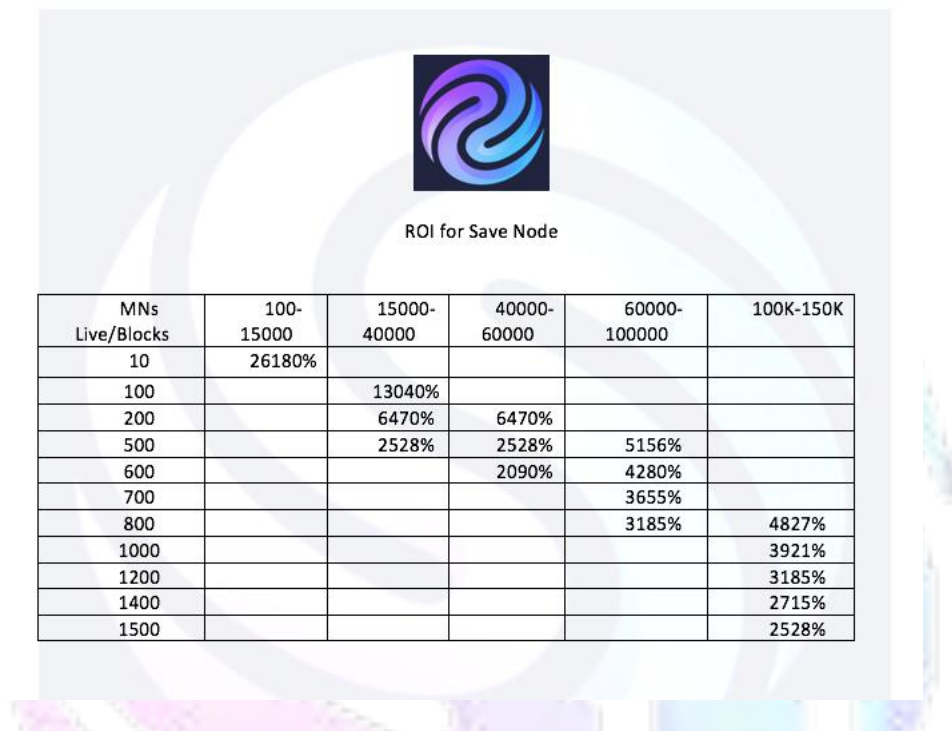 ROI for Save Node
MNs 100- 15000- 40000- 60000- 100K-150K
Live/Blocks 15000 40000 60000 100000
10 26180%
100 13040%
200 6470% 6470%
500 2528% 2528% 5156%
600 2090% 4280%
700 3655%
800 3185% 4827%
1000 3921%
1200 3185%
1400 2715%
1500 2528%